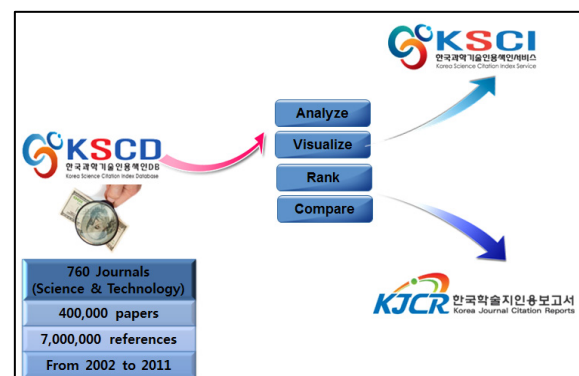 KSCI
한국과학기술인용색인서비스
Korea Science Citation Index Service
KSCD
한국과학기술인용색인DB
Korea Science Citation Index Database
Analyze
Visualize
Rank
Compare
760 Journals
(Science & Technology)
400,000 papers
7,000,000 references
From 2002 to 2011
KJCR 한국학술지인용보고서
Korea Journal Citation Reports